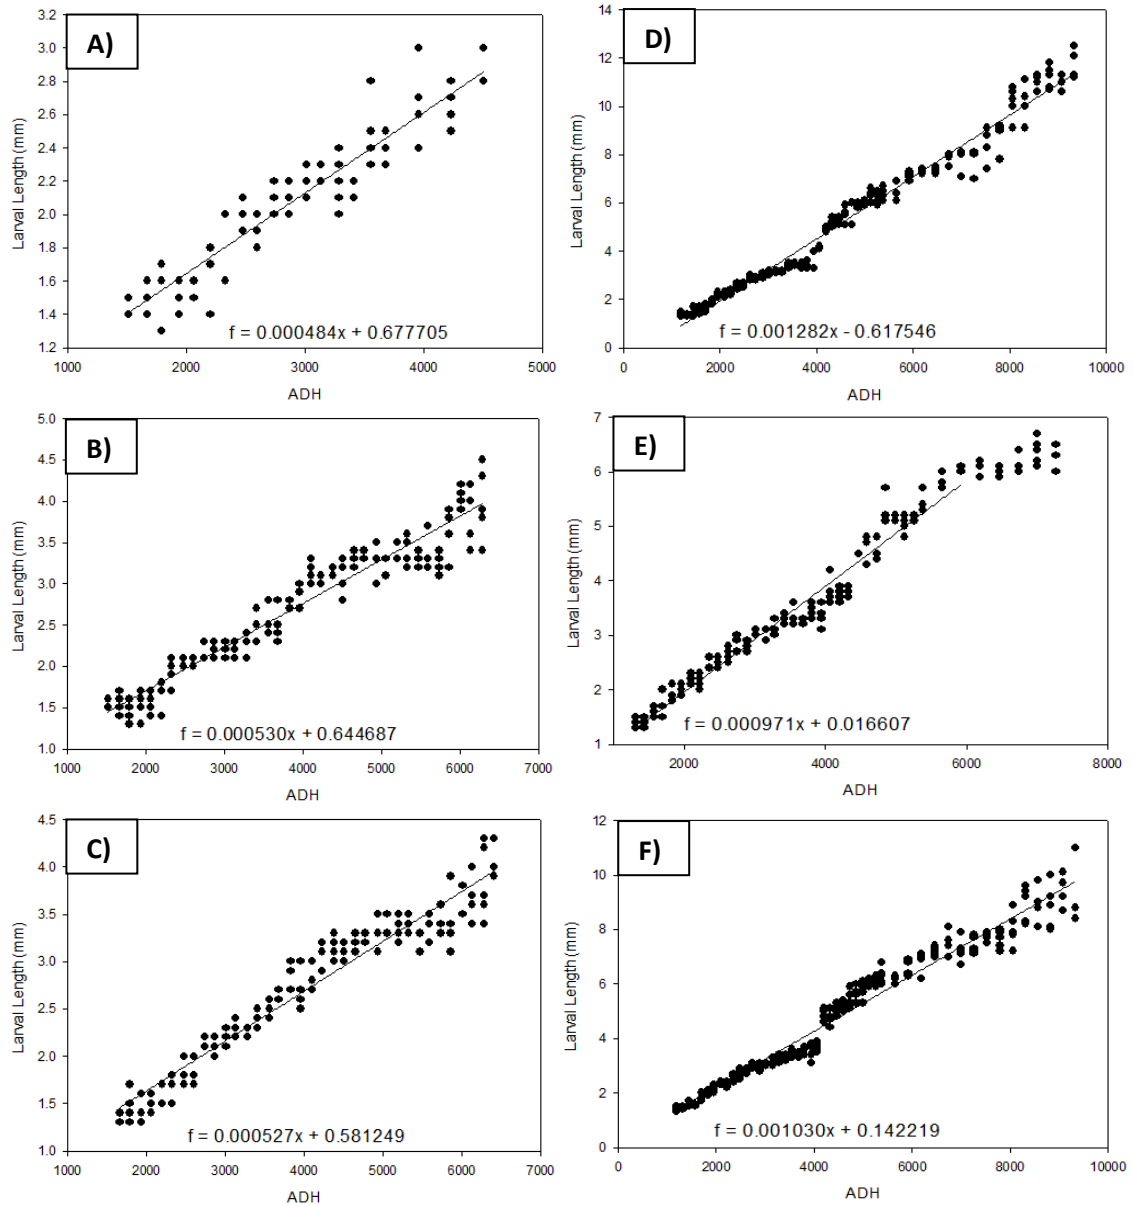 A)
3.2
3.0
2.8
2.6
2.4
2.2
2.0
1.8
1.6
1.4
1.2
Larval Length (mm)
f = 0.000484x + 0.677705
1000 2000 3000 4000 5000
ADH
D)
14
12
10
8
6
4
2
0
Larval Length (mm)
f = 0.001282x - 0.617546
0 2000 4000 6000 8000 10000
ADH
B)
5.0
4.5
4.0
3.5
3.0
2.5
2.0
1.5
1.0
Larval Length (mm)
f = 0.000530x + 0.644687
1000 2000 3000 4000 5000 6000 7000
ADH
E)
7
6
5
4
3
2
1
Larval Length (mm)
f = 0.000971x + 0.016607
2000 4000 6000 8000
ADH
C)
4.5
4.0
3.5
3.0
2.5
2.0
1.5
1.0
Larval Length (mm)
f = 0.000527x + 0.581249
1000 2000 3000 4000 5000 6000 7000
ADH
F)
12
10
8
6
4
2
0
Larval Length (mm)
f = 0.001030x + 0.142219
0 2000 4000 6000 8000 10000
ADH